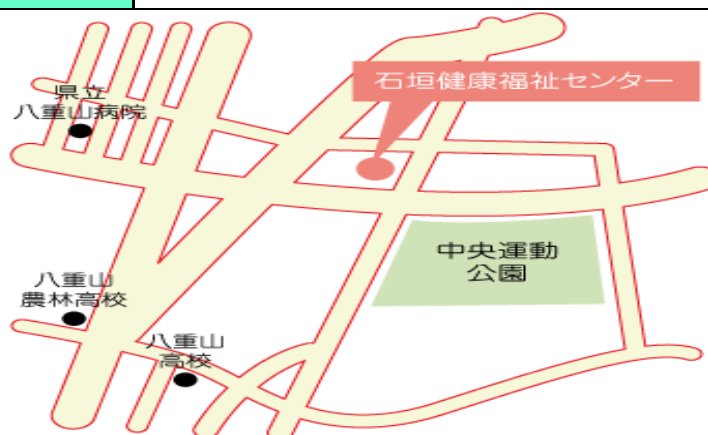 石垣健康福祉センター
県立
八重山病院
中央運動
公園
八重山
農林高校
八重山
高校